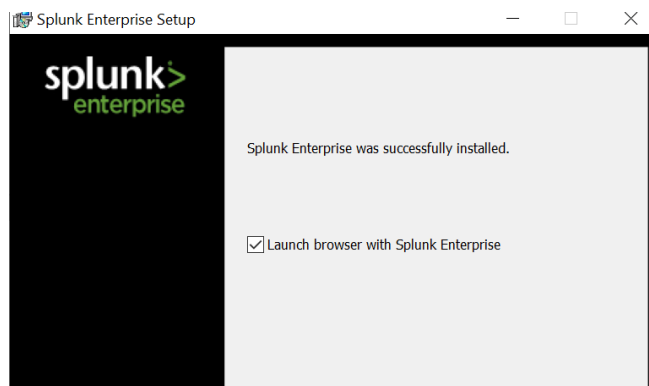 Splunk Enterprise Setup
splunk>
enterprise
Splunk Enterprise was successfully installed.
Launch browser with Splunk Enterprise